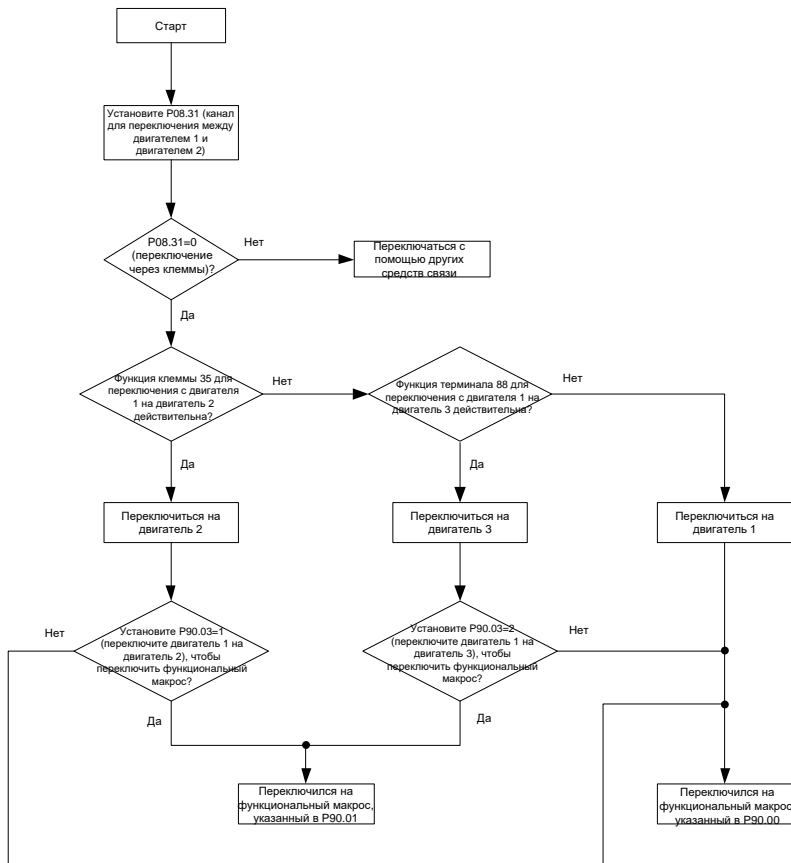 Старт
Установите P08.31 (канал
для переключения между
двигателем 1 и
двигателем 2)
P08.31=0
(переключение
через клеммы)?
Нет
Переключаться с
помощью других
средств связи
Да
Функция клеммы 35 для
переключения с двигателя
1 на двигатель 2
действительна?
Нет
Функция терминала 88 для
переключения с двигателя 1 на
двигатель 3 действительна?
Нет
Да
Да
Переключиться на
двигатель 2
Переключиться на
двигатель 3
Переключиться на
двигатель 1
Нет
Установите P90.03=1
(переключите двигатель 1 на
двигатель 2), чтобы
переключить функциональный
макрос?
Установите P90.03=2
(переключите двигатель 1 на
двигатель 3), чтобы
переключить функциональный
макрос?
Нет
Да
Да
Переключился на
функциональный макрос,
указанный в P90.01
Переключился на
функциональный макрос,
указанный в P90.00